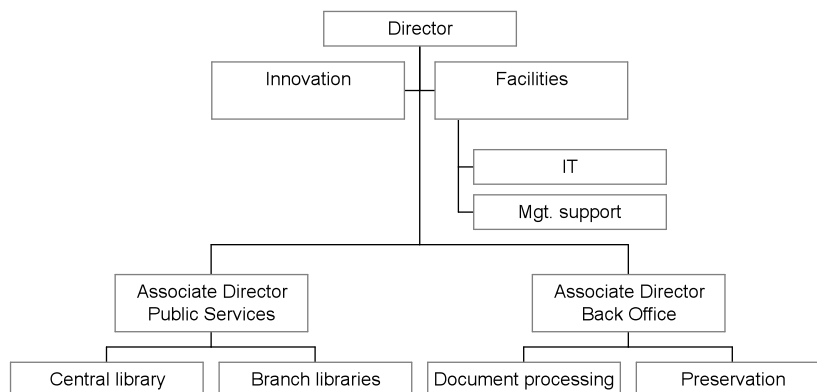 Director
Innovation
Facilities
IT
Mgt. support
Associate Director
Public Services
Associate Director
Back Office
Central library
Branch libraries
Document processing
Preservation